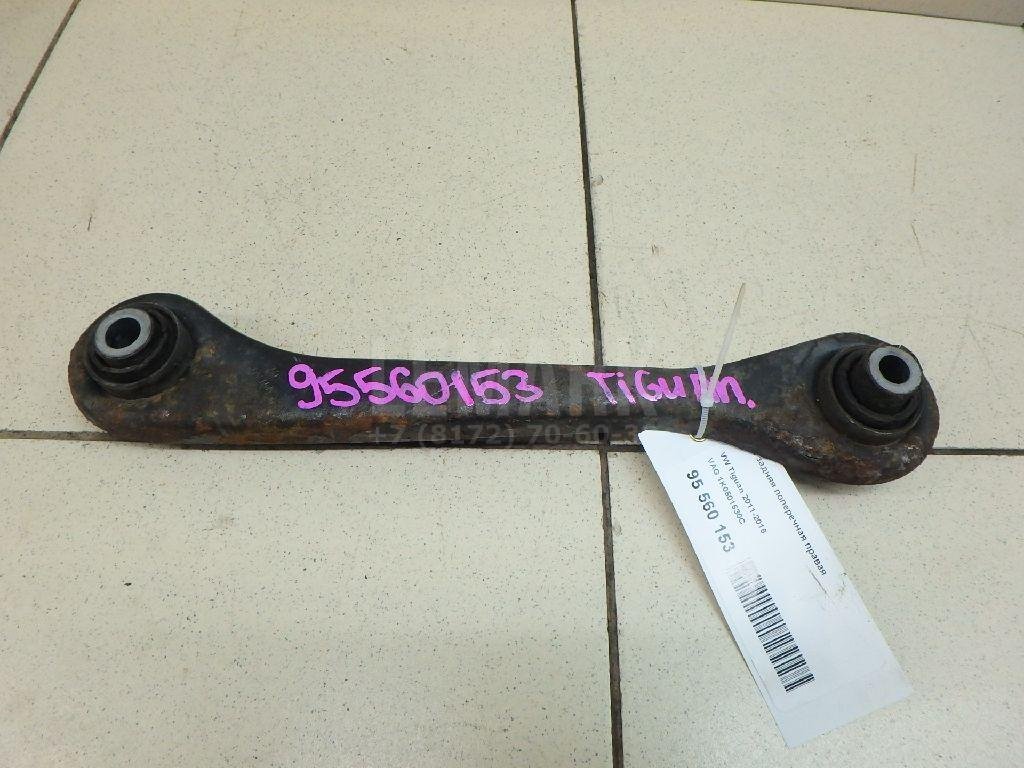 95560153 Tiguan.
LEMARK
+7 (8172) 70-60-3
задняя поперечная правая
VW Tiguan 2011-2016
VAG 1K0501530C
95 560 153